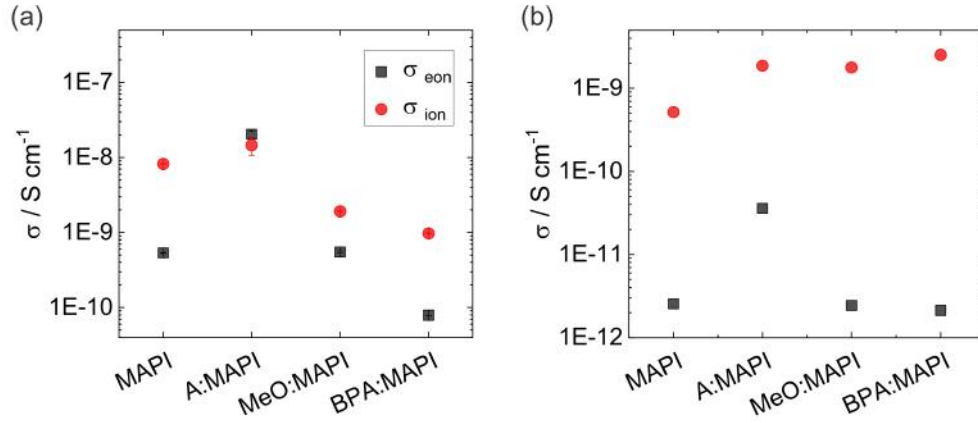 (a)
σ / S cm⁻¹
1E-7
1E-8
1E-9
1E-10
σ eon
σ ion
MAPI
A:MAPI
MeO:MAPI
BPA:MAPI
(b)
σ / S cm⁻¹
1E-9
1E-10
1E-11
1E-12
MAPI
A:MAPI
MeO:MAPI
BPA:MAPI